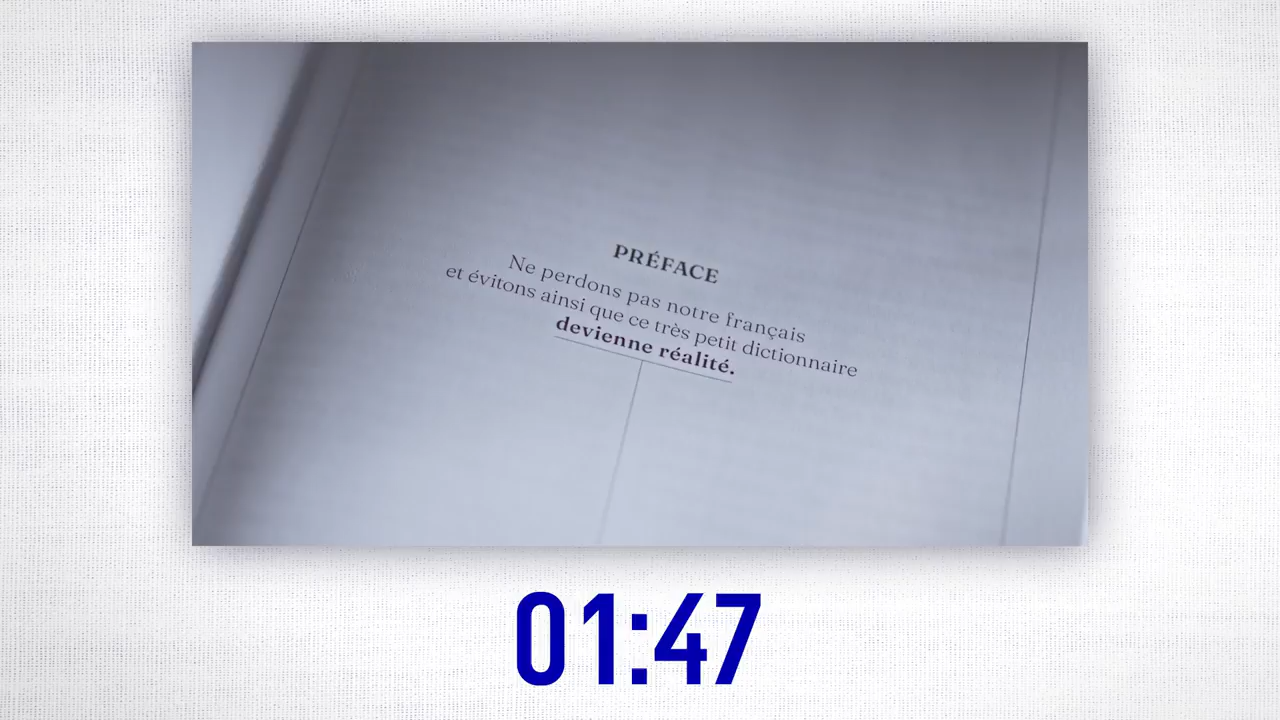 PRÉFACE
Ne perdons pas notre français
et évitons ainsi que ce très petit dictionnaire
devienne réalité.
01:47